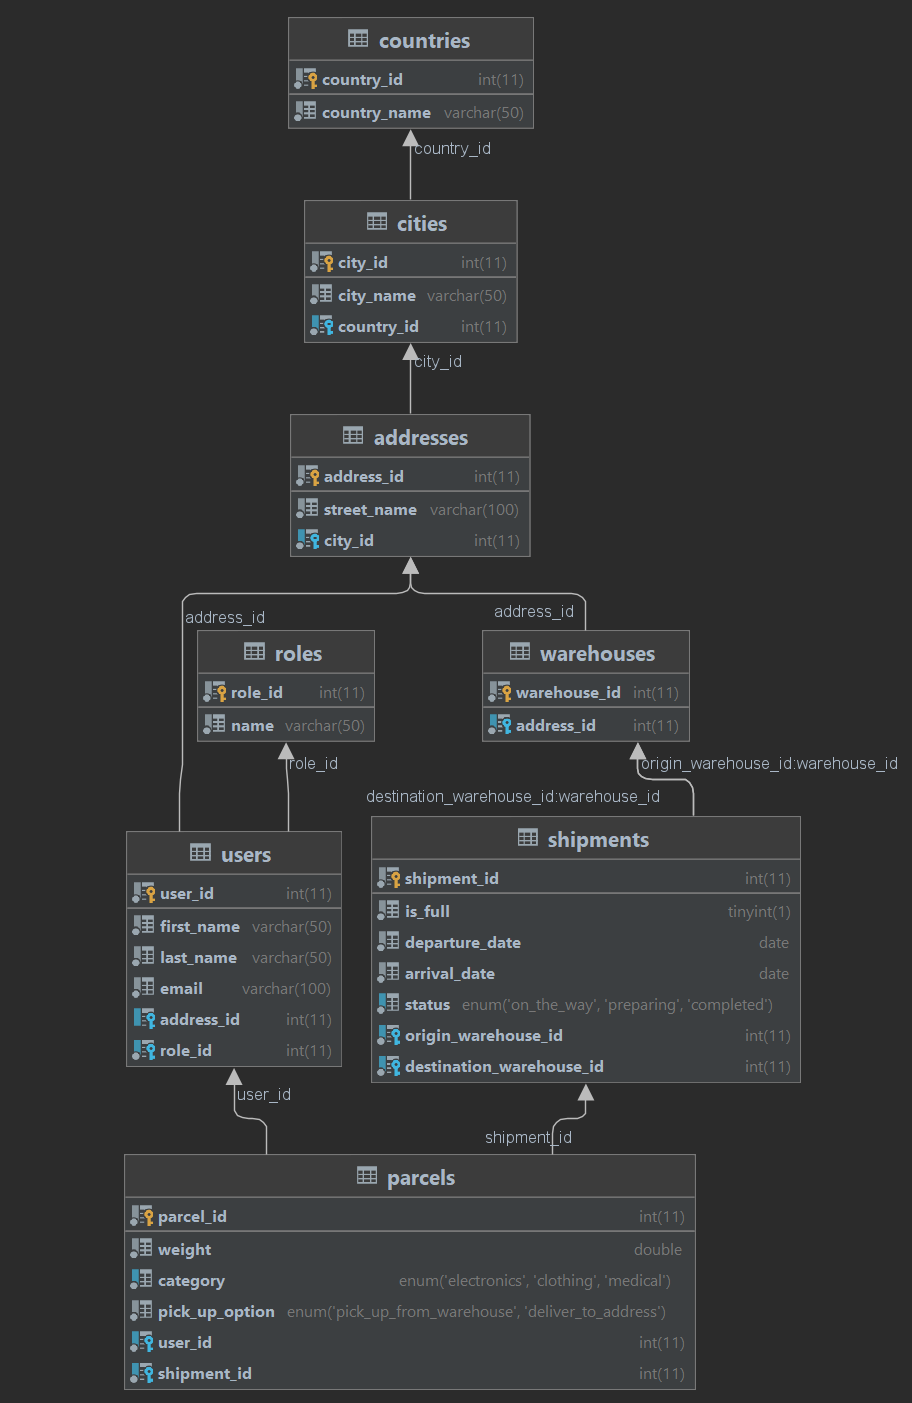 countries
country_id int(11)
country_name varchar(50)
country_id
cities
city_id int(11)
city_name varchar(50)
country_id int(11)
city_id
addresses
address_id int(11)
street_name varchar(100)
city_id int(11)
address_id
address_id
roles
role_id int(11)
name varchar(50)
role_id
warehouses
warehouse_id int(11)
address_id int(11)
origin_warehouse_id:warehouse_id
destination_warehouse_id:warehouse_id
users
user_id int(11)
first_name varchar(50)
last_name varchar(50)
email varchar(100)
address_id int(11)
role_id int(11)
user_id
shipments
shipment_id int(11)
is_full tinyint(1)
departure_date date
arrival_date date
status enum('on_the_way', 'preparing', 'completed')
origin_warehouse_id int(11)
destination_warehouse_id int(11)
shipment_id
parcels
parcel_id int(11)
weight double
category enum('electronics', 'clothing', 'medical')
pick_up_option enum('pick_up_from_warehouse', 'deliver_to_address')
user_id int(11)
shipment_id int(11)